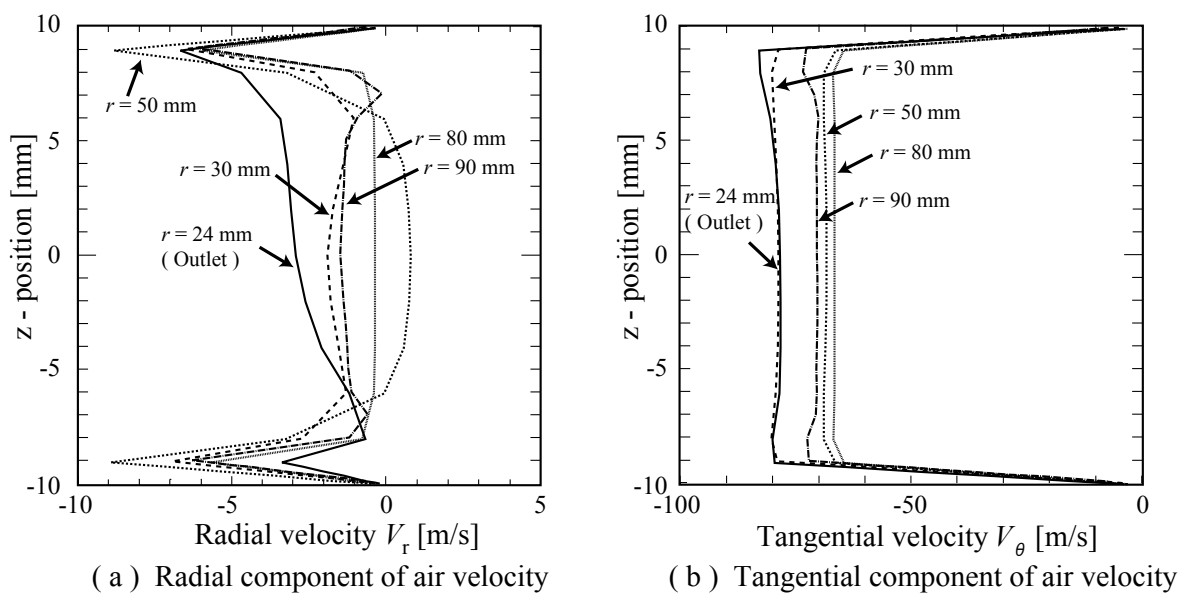 10
5
0
-5
-10
z - position [mm]
r = 50 mm
r = 80 mm
r = 30 mm
r = 90 mm
r = 24 mm
( Outlet )
-10
-5
0
5
Radial velocity Vr [m/s]
( a ) Radial component of air velocity
10
5
0
-5
-10
z - position [mm]
r = 30 mm
r = 50 mm
r = 80 mm
r = 24 mm
( Outlet )
r = 90 mm
-100
-50
0
Tangential velocity Vθ [m/s]
( b ) Tangential component of air velocity